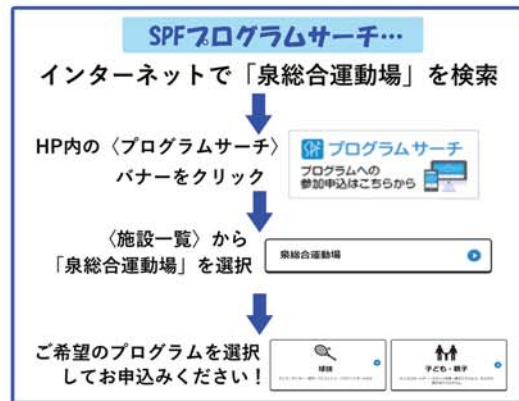 SPFプログラムサーチ…
インターネットで「泉総合運動場」を検索
HP内の〈プログラムサーチ〉
バナーをクリック
SPF プログラムサーチ
プログラムへの
参加申込はこちらから
〈施設一覧〉から
「泉総合運動場」を選択
泉総合運動場
ご希望のプログラムを選択
してお申込みください！
球技
子ども・親子